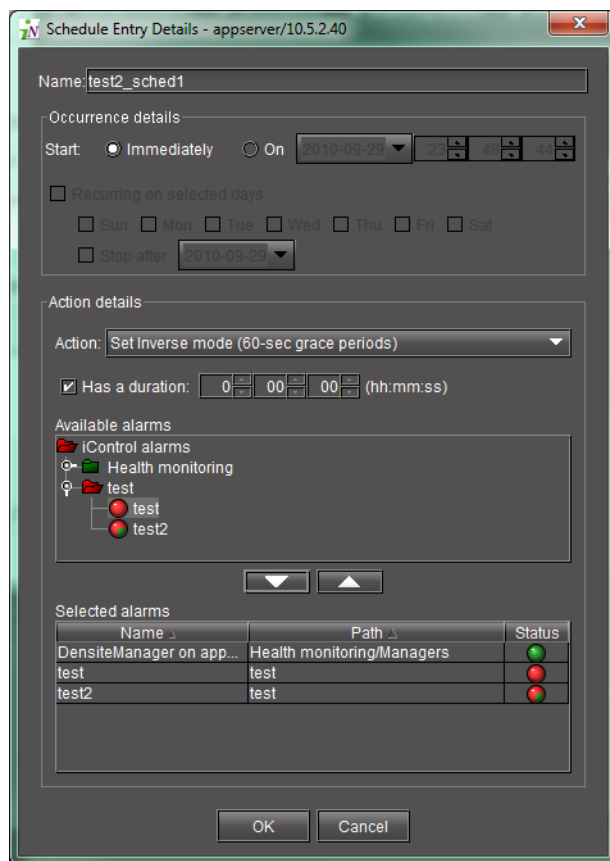 iN Schedule Entry Details - appserver/10.5.2.40
Name: test2_sched1
Occurrence details
Start: Immediately On 2010-09-29 23 48 44
Recurring on selected days
Sun Mon Tue Wed Thu Fri Sat
Stop after 2010-09-29
Action details
Action: Set Inverse mode (60-sec grace periods)
Has a duration: 0 00 00 (hh:mm:ss)
Available alarms
iControl alarms
Health monitoring
test
test
test2
Selected alarms
Name Path Status
DensiteManager on app... Health monitoring/Managers
test test
test2 test
OK Cancel